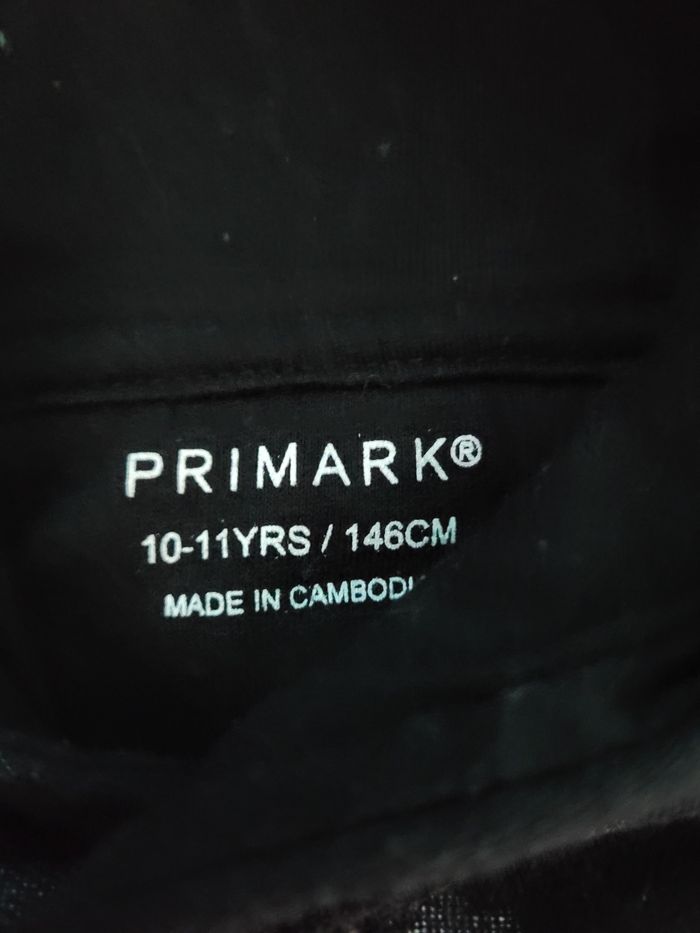 PRIMARK®
10-11YRS / 146CM
MADE IN CAMBODI